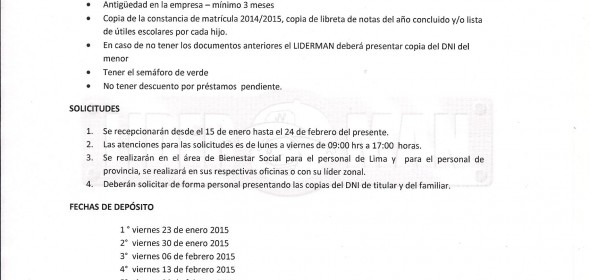 • Antigüedad en la empresa – mínimo 3 meses
• Copia de la constancia de matrícula 2014/2015, copia de libreta de notas del año concluido y/o lista
de útiles escolares por cada hijo.
• En caso de no tener los documentos anteriores el LIDERMAN deberá presentar copia del DNI del
menor
• Tener el semáforo de verde
• No tener descuento por préstamos pendiente.
SOLICITUDES
1. Se recepcionarán desde el 15 de enero hasta el 24 de febrero del presente.
2. Las atenciones para las solicitudes es de lunes a viernes de 09:00 hrs a 17:00 horas.
3. Se realizarán en el área de Bienestar Social para el personal de Lima y para el personal de
provincia, se realizará en sus respectivas oficinas o con su líder zonal.
4. Deberán solicitar de forma personal presentando las copias del DNI de titular y del familiar.
LIDERMAN
FECHAS DE DEPÓSITO
1° viernes 23 de enero 2015
2° viernes 30 de enero 2015
3° viernes 06 de febrero 2015
4° viernes 13 de febrero 2015